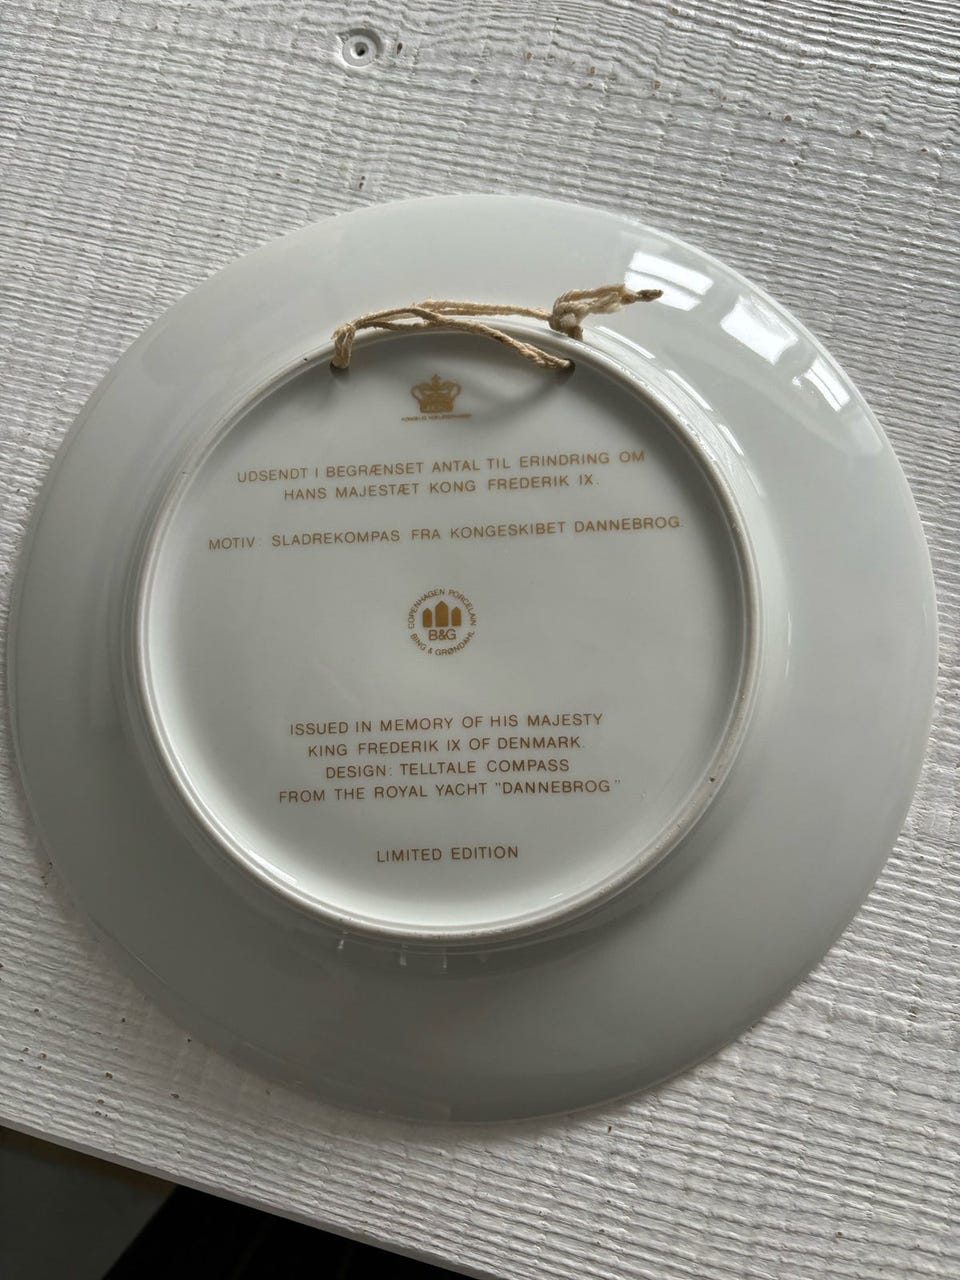 UDSENDT I BEGRÆNSET ANTAL TIL ERINDRING OM
HANS MAJESTÆT KONG FREDERIK IX.
MOTIV: SLADREKOMPAS FRA KONGESKIBET DANNEBROG.
COPENHAGEN PORCELAIN
B&G
BING & GRØNDAHL
ISSUED IN MEMORY OF HIS MAJESTY
KING FREDERIK IX OF DENMARK.
DESIGN: TELLTALE COMPASS
FROM THE ROYAL YACHT "DANNEBROG"
LIMITED EDITION